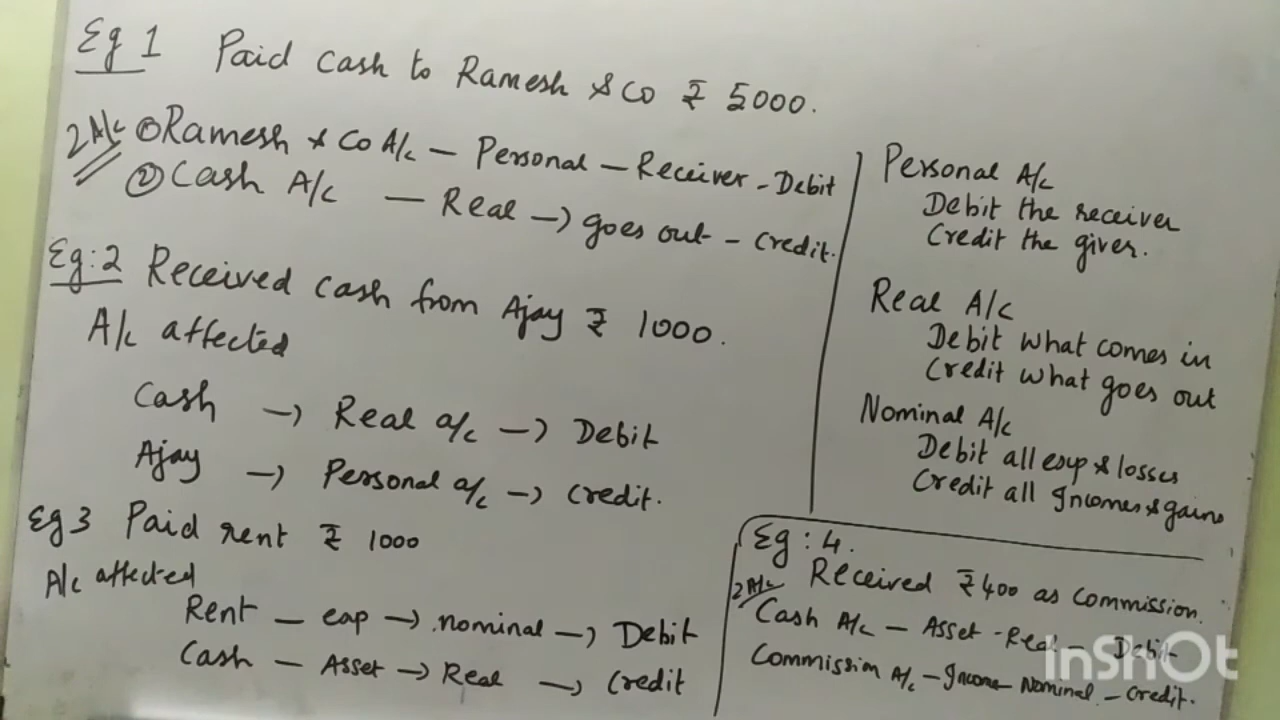 Eg 1 Paid cash to Ramesh & Co ₹ 5000.
2 A/c ① Ramesh & Co A/c – Personal – Receiver - Debit
② Cash A/c – Real → goes out – credit.
Eg:2 Received cash from Ajay ₹ 1000.
A/c affected
Cash → Real a/c → Debit
Ajay → Personal a/c → credit.
Eg 3 Paid rent ₹ 1000
A/c affected
Rent – exp → nominal → Debit
Cash – Asset → Real → Credit
Personal A/c
Debit the receiver
Credit the giver.
Real A/c
Debit what comes in
Credit what goes out
Nominal A/c
Debit all exp & losses
Credit all Incomes & gains
Eg : 4.
Received ₹400 as commission.
2 A/c
Cash A/c – Asset - Real – Debit
Commission A/c – Income – Nominal – Credit.
InShOt